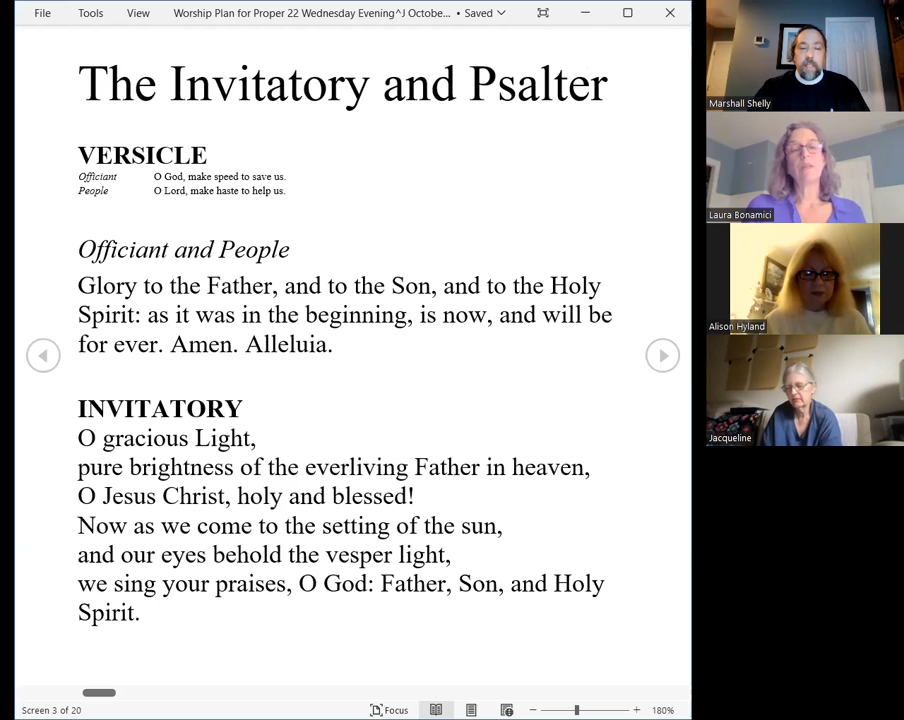 File Tools View Worship Plan for Proper 22 Wednesday Evening^J Octobe... • Saved
The Invitatory and Psalter
VERSICLE
Officiant O God, make speed to save us.
People O Lord, make haste to help us.
Officiant and People
Glory to the Father, and to the Son, and to the Holy
Spirit: as it was in the beginning, is now, and will be
for ever. Amen. Alleluia.
INVITATORY
O gracious Light,
pure brightness of the everliving Father in heaven,
O Jesus Christ, holy and blessed!
Now as we come to the setting of the sun,
and our eyes behold the vesper light,
we sing your praises, O God: Father, Son, and Holy
Spirit.
Screen 3 of 20 Focus 180%
Marshall Shelly
Laura Bonamici
Alison Hyland
Jacqueline